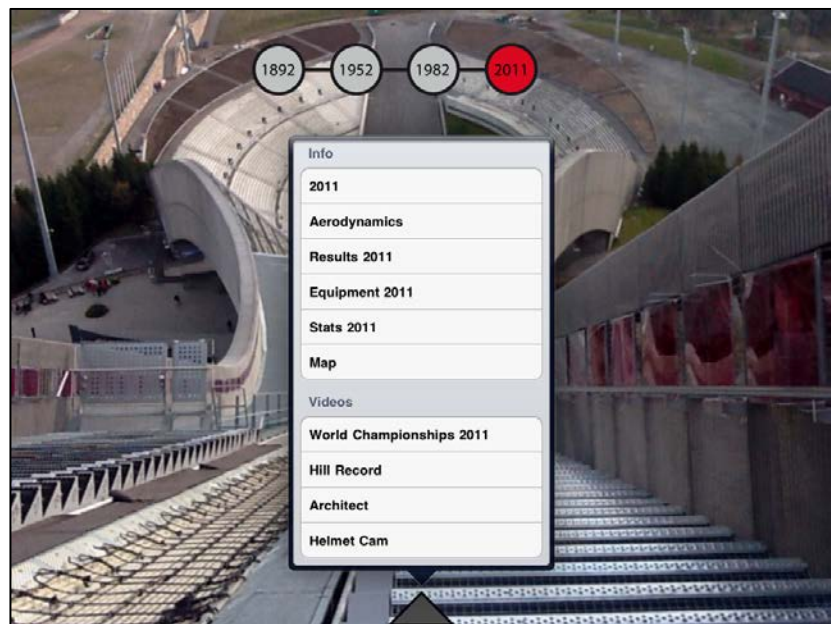 1892 1952 1982 2011
Info
2011
Aerodynamics
Results 2011
Equipment 2011
Stats 2011
Map
Videos
World Championships 2011
Hill Record
Architect
Helmet Cam